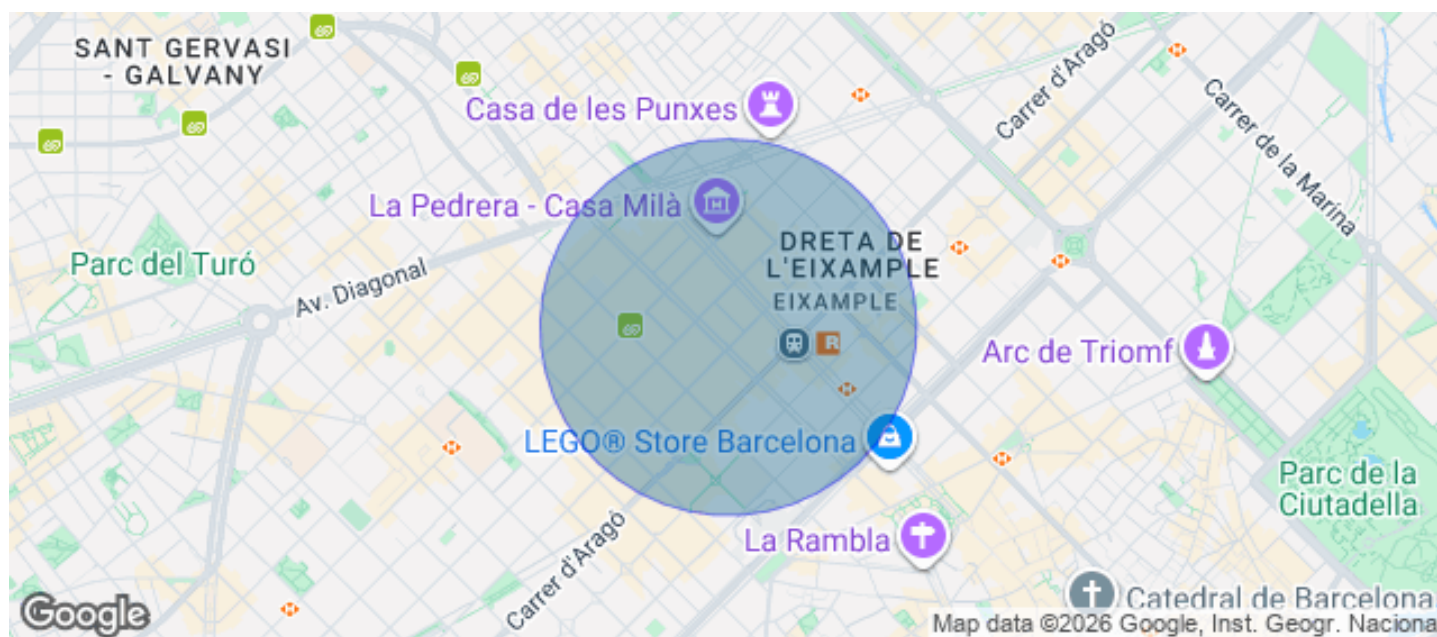 SANT GERVASI
- GALVANY
Casa de les Punxes
Carrer d'Aragó
Carrer de la Marina
La Pedrera - Casa Milà
DRETA DE
L'EIXAMPLE
EIXAMPLE
Parc del Turó
Av. Diagonal
R
Arc de Triomf
LEGO® Store Barcelona
Parc de la
Ciutadella
La Rambla
Carrer d'Aragó
Catedral de Barcelona
Google
Map data ©2026 Google, Inst. Geogr. Naciona